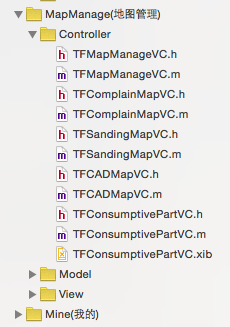 MapManage(地图管理)
Controller
TFMapManageVC.h
TFMapManageVC.m
TFComplainMapVC.h
TFComplainMapVC.m
TFSandingMapVC.h
TFSandingMapVC.m
TFCADMapVC.h
TFCADMapVC.m
TFConsumptivePartVC.h
TFConsumptivePartVC.m
TFConsumptivePartVC.xib
Model
View
Mine(我的)